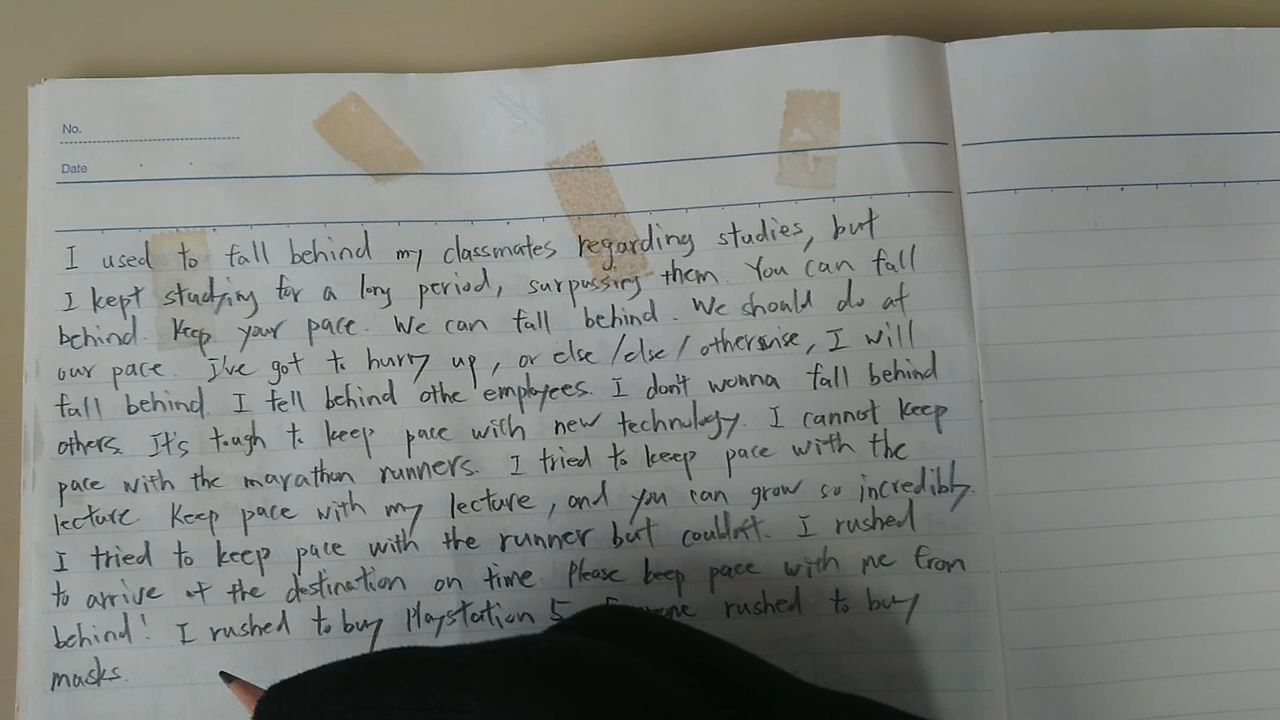 No.
Date
I used to fall behind my classmates regarding studies, but
I kept studying for a long period, surpussing them. You can fall
behind. Keep your pace. We can fall behind. We should do at
our pace. I've got to hurry up, or else / else / otherwise, I will
fall behind. I fell behind othe employees. I don't wanna fall behind
others. It's tough to keep pace with new technology. I cannot keep
pace with the marathon runners. I tried to keep pace with the
lecture. Keep pace with my lecture, and you can grow so incredibly.
I tried to keep pace with the runner but couldn't. I rushed
to arrive at the destination on time. Please keep pace with me from
behind! I rushed to buy Playstation 5. rushed to buy
masks.